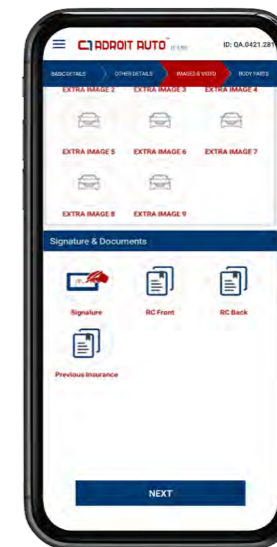 ADROIT AUTO
ID: QA.0421.281
BASIC DETAILS OTHER DETAILS IMAGES & VIDEO BODY PARTS
EXTRA IMAGE 2 EXTRA IMAGE 3 EXTRA IMAGE 4
EXTRA IMAGE 5 EXTRA IMAGE 6 EXTRA IMAGE 7
EXTRA IMAGE 8 EXTRA IMAGE 9
Signature & Documents
Signature RC Front RC Back
Previous Insurance
NEXT